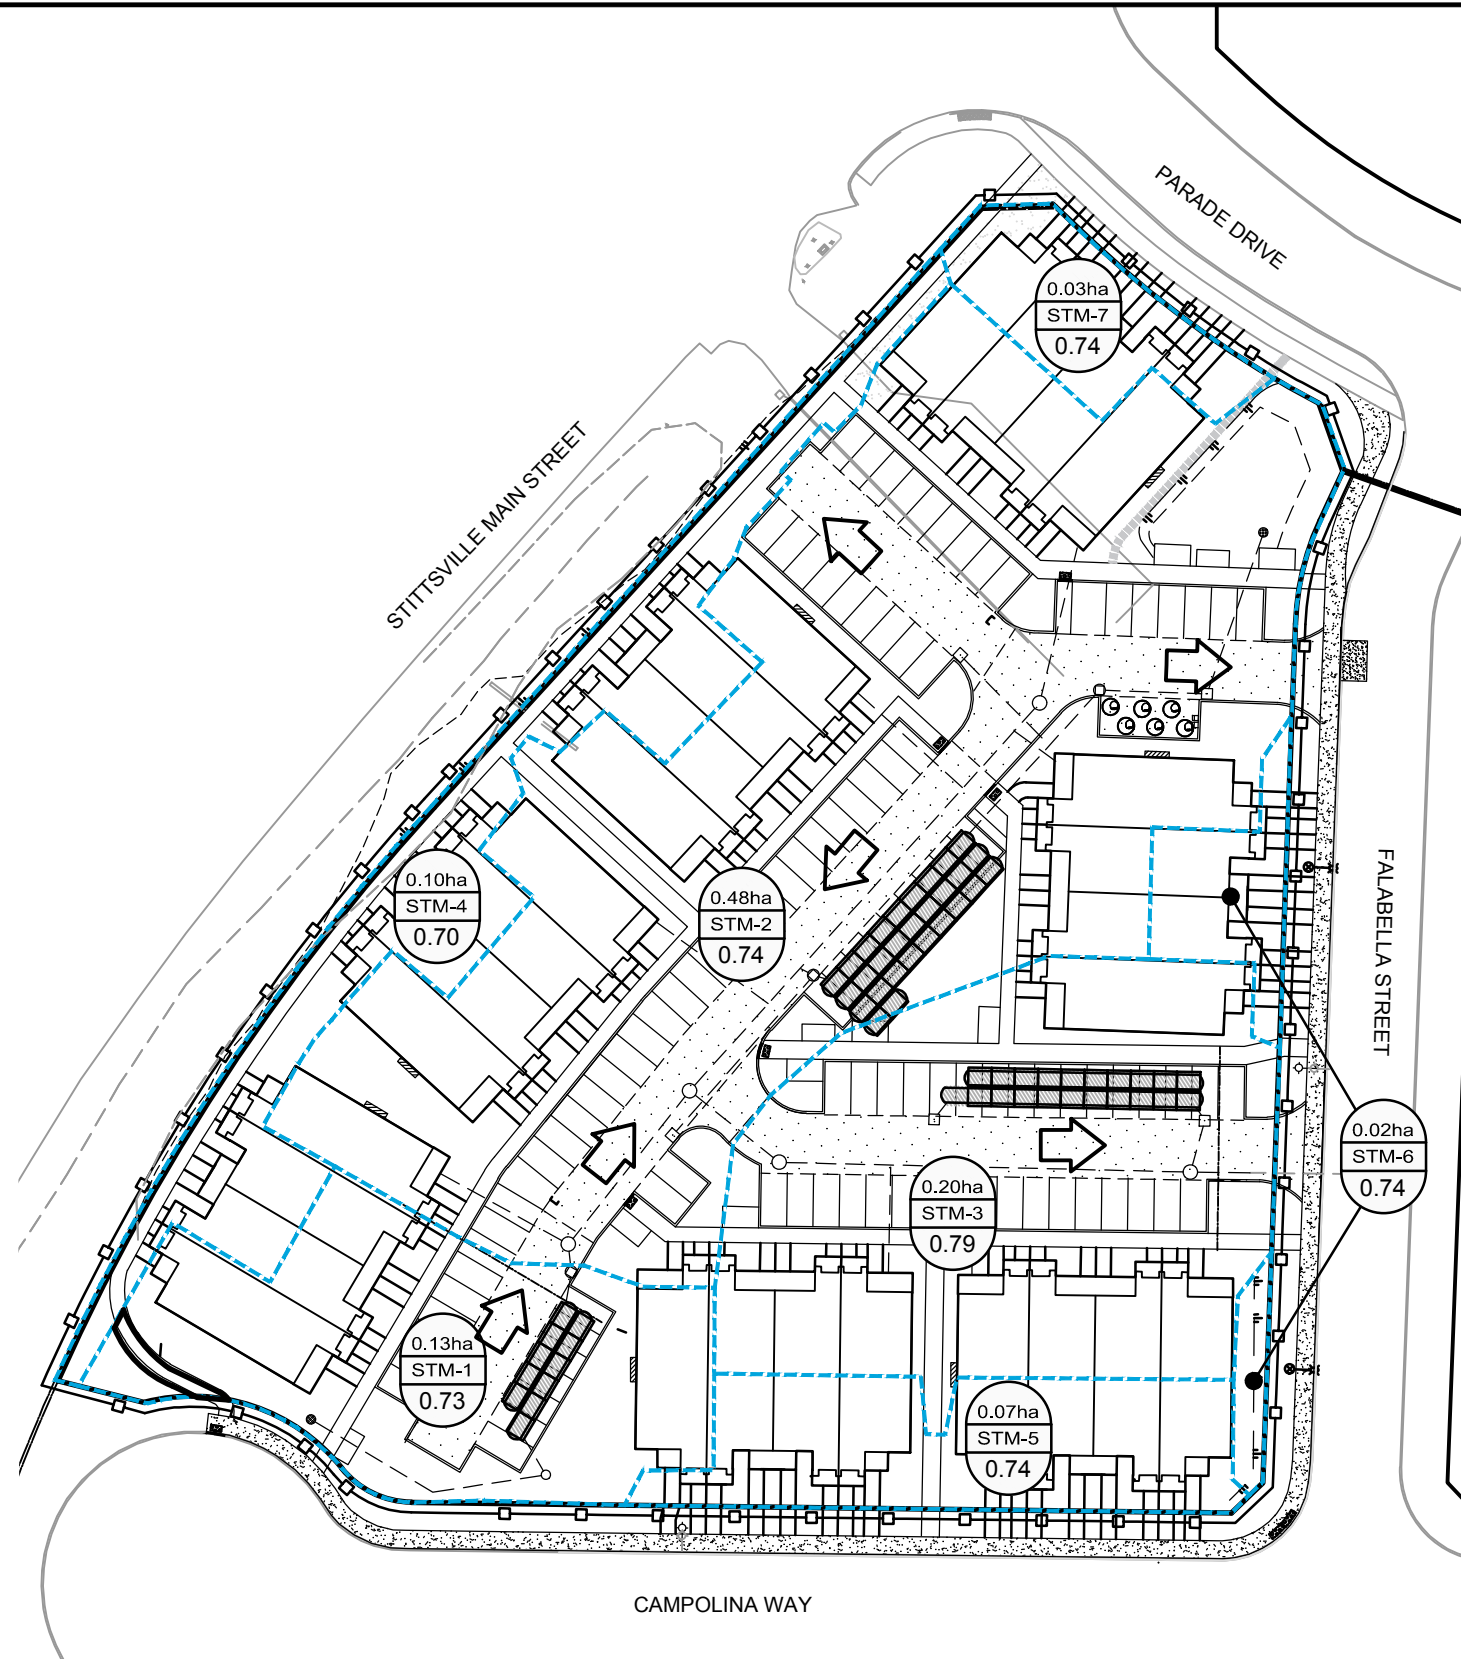 PARADE DRIVE
0.03ha
STM-7
0.74
STITTSVILLE MAIN STREET
0.10ha
STM-4
0.70
0.48ha
STM-2
0.74
FALABELLA STREET
0.02ha
STM-6
0.74
0.20ha
STM-3
0.79
0.13ha
STM-1
0.73
0.07ha
STM-5
0.74
CAMPOLINA WAY